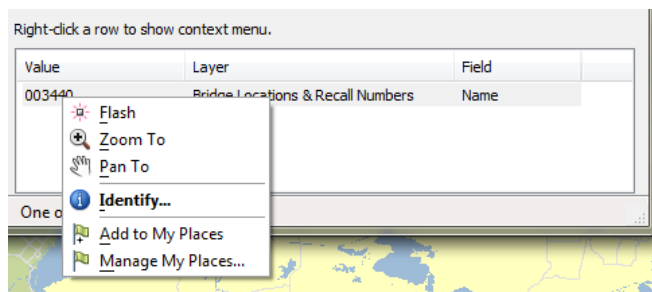 Right-click a row to show context menu.
Value Layer Field
003440 Bridge Locations & Recall Numbers Name
Flash
Zoom To
Pan To
Identify...
One o
Add to My Places
Manage My Places...